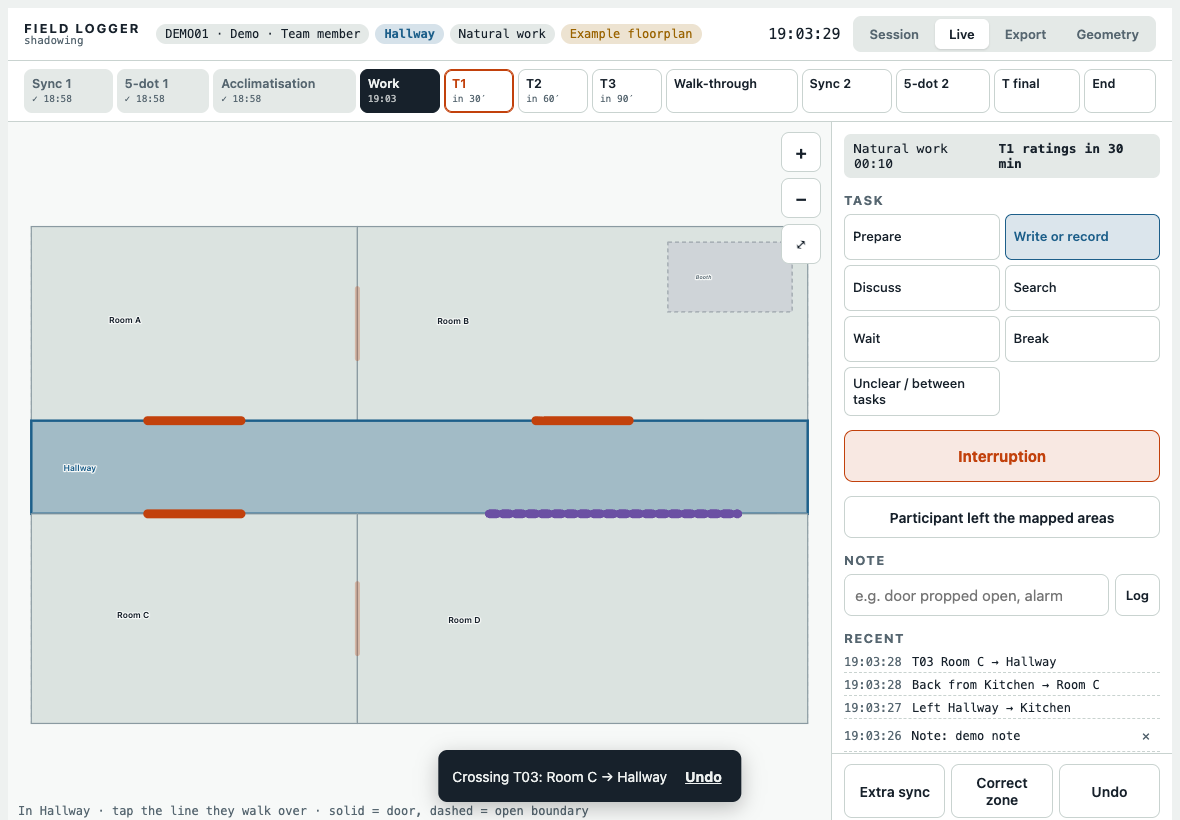 FIELD LOGGER
shadowing
DEMO01 · Demo · Team member
Hallway
Natural work
Example floorplan
19:03:29
Session
Live
Export
Geometry
Sync 1
✓ 18:58
5-dot 1
✓ 18:58
Acclimatisation
✓ 18:58
Work
19:03
T1
in 30′
T2
in 60′
T3
in 90′
Walk-through
Sync 2
5-dot 2
T final
End
+
−
⤢
Booth
Room A
Room B
Hallway
Room C
Room D
Crossing T03: Room C → Hallway
Undo
In Hallway · tap the line they walk over · solid = door, dashed = open boundary
Natural work 00:10
T1 ratings in 30 min
TASK
Prepare
Write or record
Discuss
Search
Wait
Break
Unclear / between
tasks
Interruption
Participant left the mapped areas
NOTE
e.g. door propped open, alarm
Log
RECENT
19:03:28 T03 Room C → Hallway
19:03:28 Back from Kitchen → Room C
19:03:27 Left Hallway → Kitchen
19:03:26 Note: demo note ×
Extra sync
Correct
zone
Undo